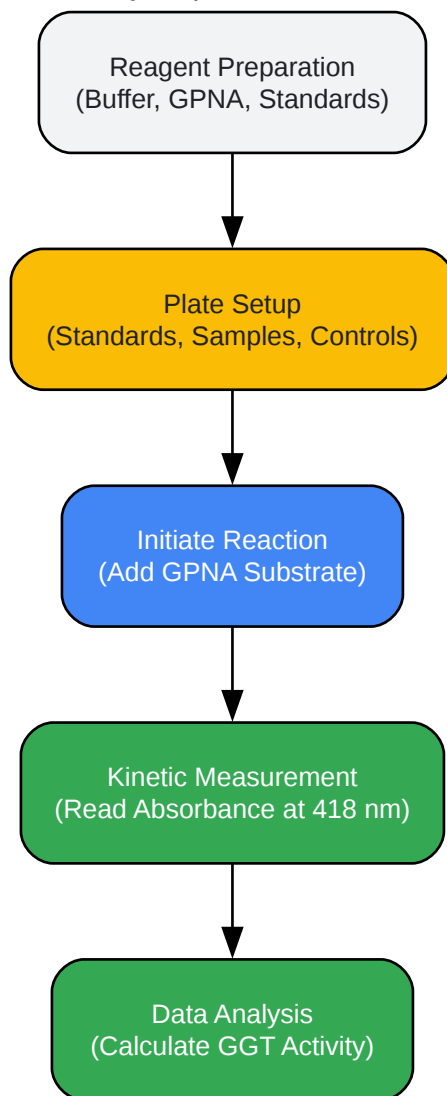 Reagent Preparation
(Buffer, GPNA, Standards)
Plate Setup
(Standards, Samples, Controls)
Initiate Reaction
(Add GPNA Substrate)
Kinetic Measurement
(Read Absorbance at 418 nm)
Data Analysis
(Calculate GGT Activity)